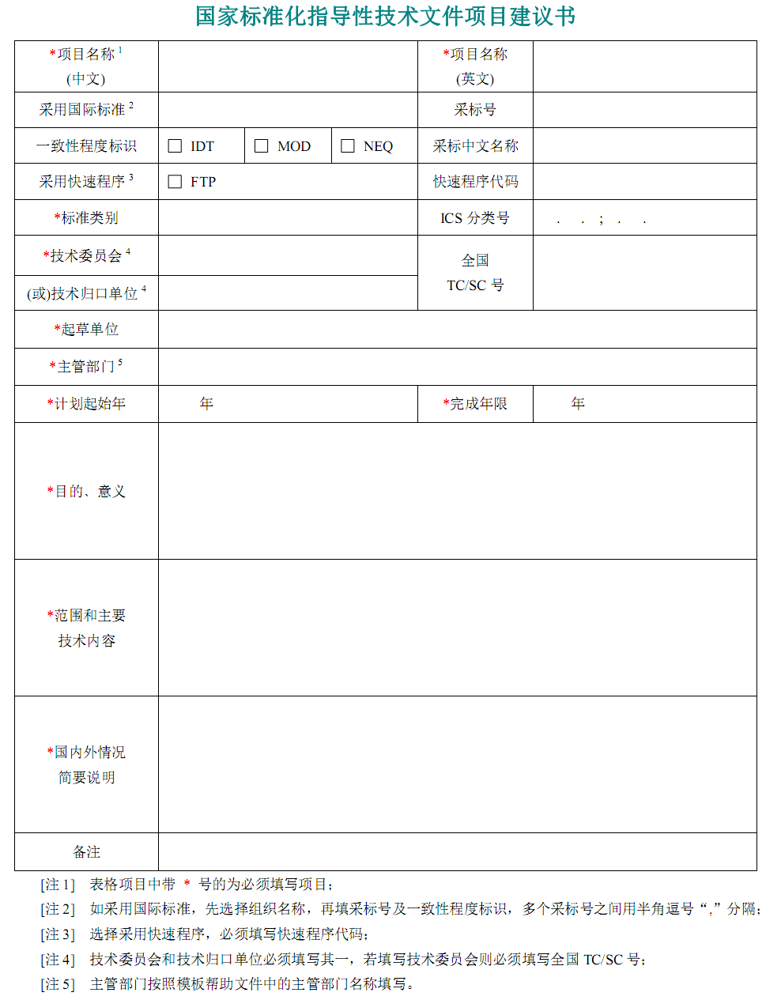 国家标准化指导性技术文件项目建议书
*项目名称1
(中文)
*项目名称
(英文)
采用国际标准2
采标号
一致性程度标识
□ IDT
□ MOD
□ NEQ
采标中文名称
采用快速程序3
□ FTP
快速程序代码
*标准类别
ICS 分类号
. . ; . .
*技术委员会4
全国
TC/SC 号
(或)技术归口单位4
*起草单位
*主管部门5
*计划起始年
年
*完成年限
年
*目的、意义
*范围和主要
技术内容
*国内外情况
简要说明
备注
[注 1] 表格项目中带 * 号的为必须填写项目；
[注 2] 如采用国际标准，先选择组织名称，再填采标号及一致性程度标识，多个采标号之间用半角逗号“,”分隔；
[注 3] 选择采用快速程序，必须填写快速程序代码；
[注 4] 技术委员会和技术归口单位必须填写其一，若填写技术委员会则必须填写全国 TC/SC 号；
[注 5] 主管部门按照模板帮助文件中的主管部门名称填写。